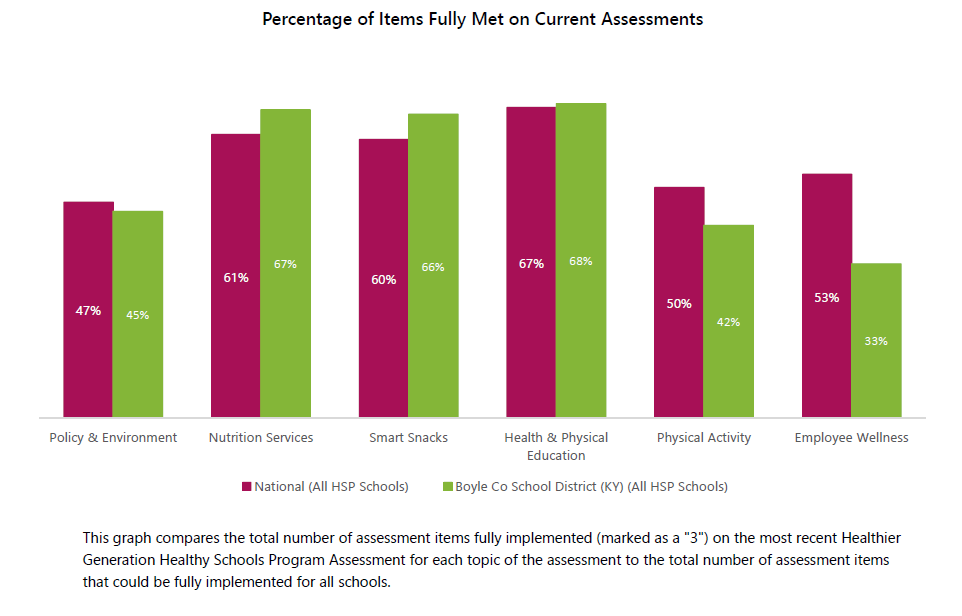 Percentage of Items Fully Met on Current Assessments
47%
45%
61%
67%
60%
66%
67%
68%
50%
42%
53%
33%
Policy & Environment
Nutrition Services
Smart Snacks
Health & Physical
Education
Physical Activity
Employee Wellness
National (All HSP Schools)
Boyle Co School District (KY) (All HSP Schools)
This graph compares the total number of assessment items fully implemented (marked as a "3") on the most recent Healthier
Generation Healthy Schools Program Assessment for each topic of the assessment to the total number of assessment items
that could be fully implemented for all schools.